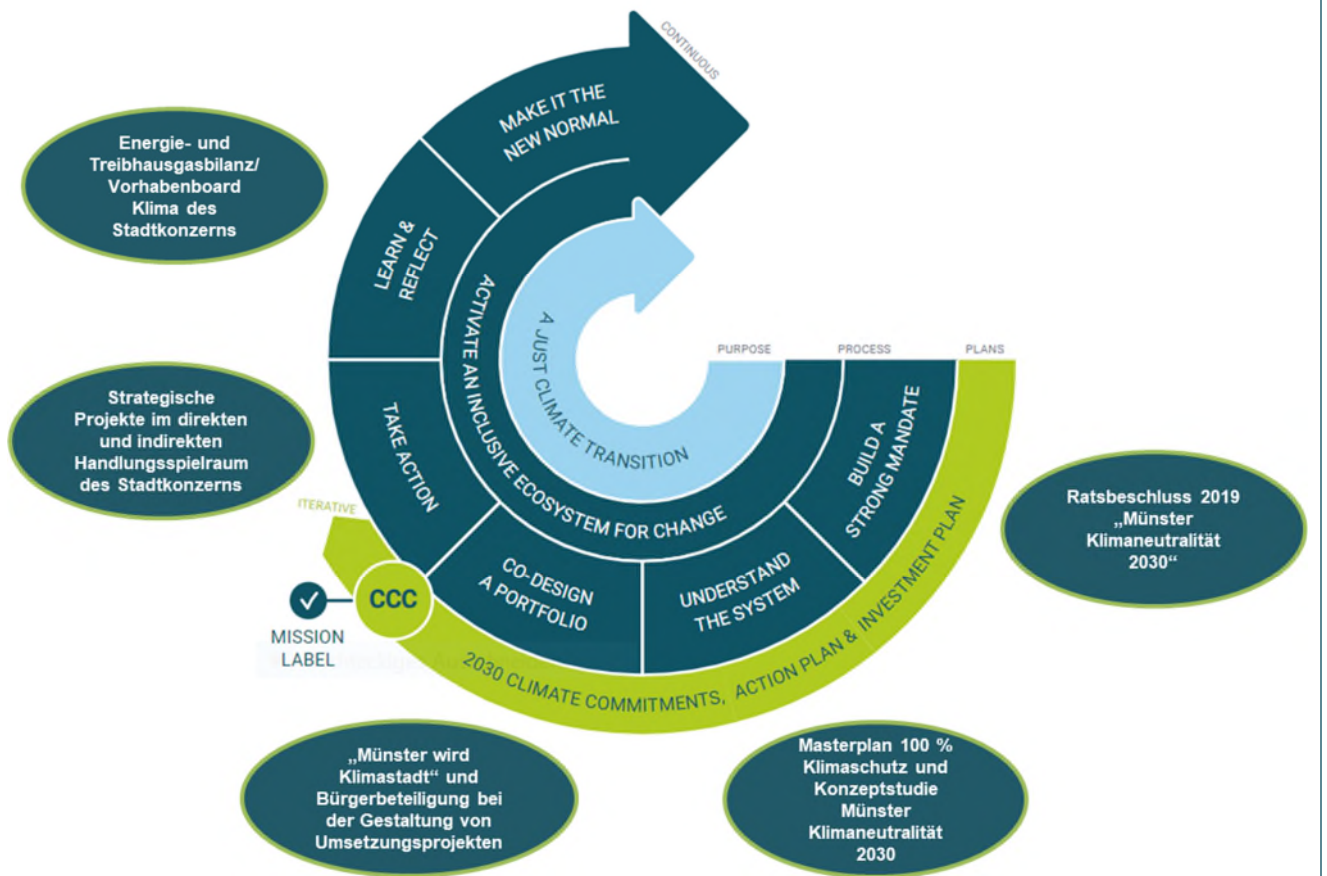 CONTINUOUS
MAKE IT THE
NEW NORMAL
Energie- und
Treibhausgasbilanz/
Vorhabenboard
Klima des
Stadtkonzerns
LEARN &
REFLECT
ACTIVATE AN INCLUSIVE ECOSYSTEM FOR CHANGE
A JUST CLIMATE TRANSITION
PURPOSE
PROCESS
PLANS
Strategische
Projekte im direkten
und indirekten
Handlungsspielraum
des Stadtkonzerns
TAKE ACTION
BUILD A
STRONG MANDATE
Ratsbeschluss 2019
„Münster
Klimaneutralität
2030“
ITERATIVE
CO-DESIGN
A PORTFOLIO
UNDERSTAND
THE SYSTEM
CCC
MISSION
LABEL
2030 CLIMATE COMMITMENTS, ACTION PLAN & INVESTMENT PLAN
„Münster wird
Klimastadt“ und
Bürgerbeteiligung bei
der Gestaltung von
Umsetzungsprojekten
Masterplan 100 %
Klimaschutz und
Konzeptstudie
Münster
Klimaneutralität
2030